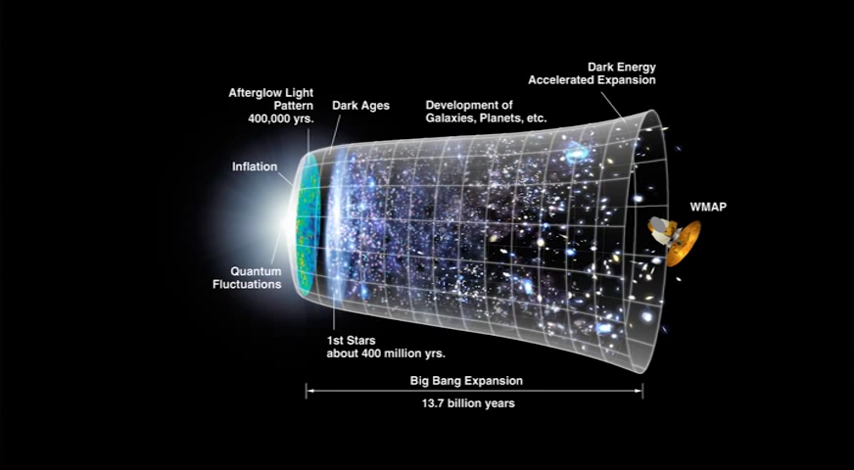 Dark Energy
Accelerated Expansion
Afterglow Light
Pattern
400,000 yrs.
Dark Ages
Development of
Galaxies, Planets, etc.
Inflation
WMAP
Quantum
Fluctuations
1st Stars
about 400 million yrs.
Big Bang Expansion
13.7 billion years